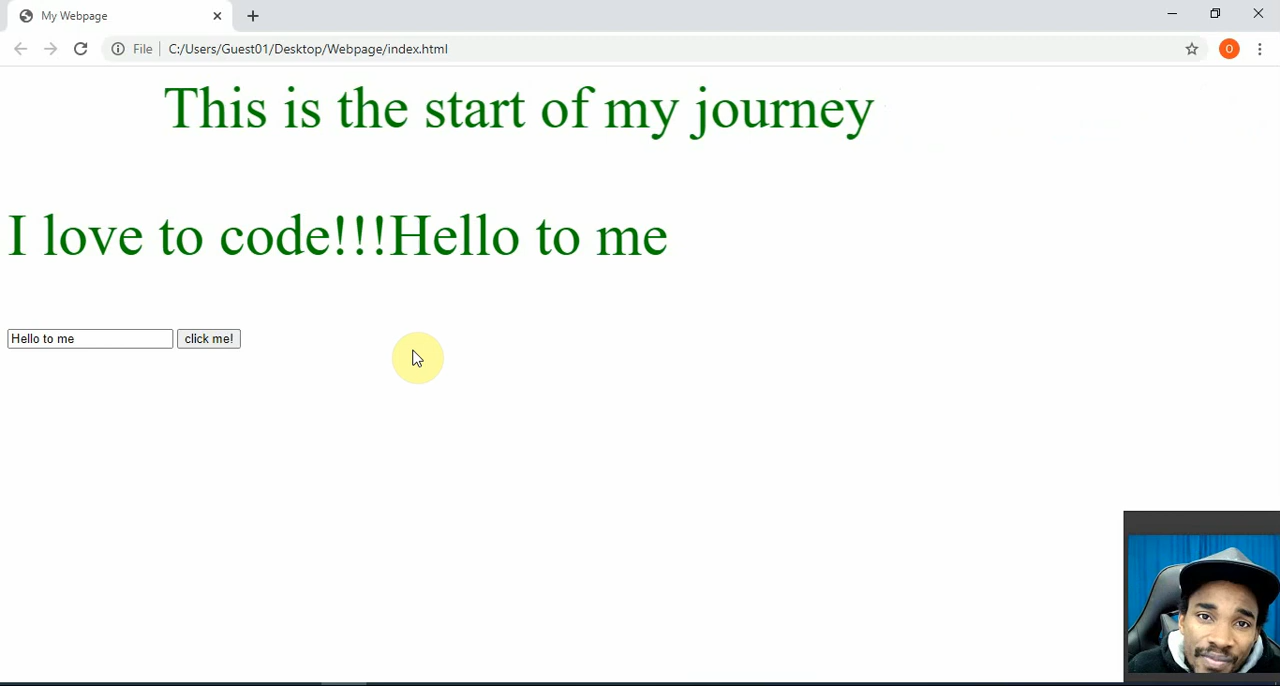 My Webpage
File C:/Users/Guest01/Desktop/Webpage/index.html
O
This is the start of my journey
I love to code!!!Hello to me
Hello to me click me!